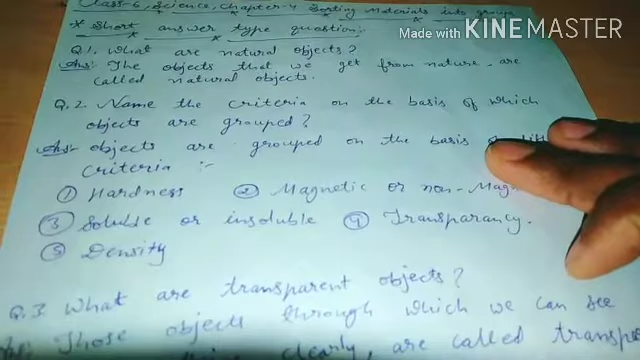 Class-6, Science, Chapter-4 Sorting Materials into groups
Made with KINEMASTER
* Short answer type question:-
Q.1. What are natural objects?
Ans:- The objects that we get from nature, are
called natural objects.
Q.2 Name the criteria on the basis of which
objects are grouped?
Ans:- Objects are grouped on the basis
criteria :-
① Hardness ② Magnetic or non-Mag
③ Soluble or insoluble ④ Transparancy.
⑤ Density
Q.3 What are transparent objects?
Those objects through which we can see
clearly, are called